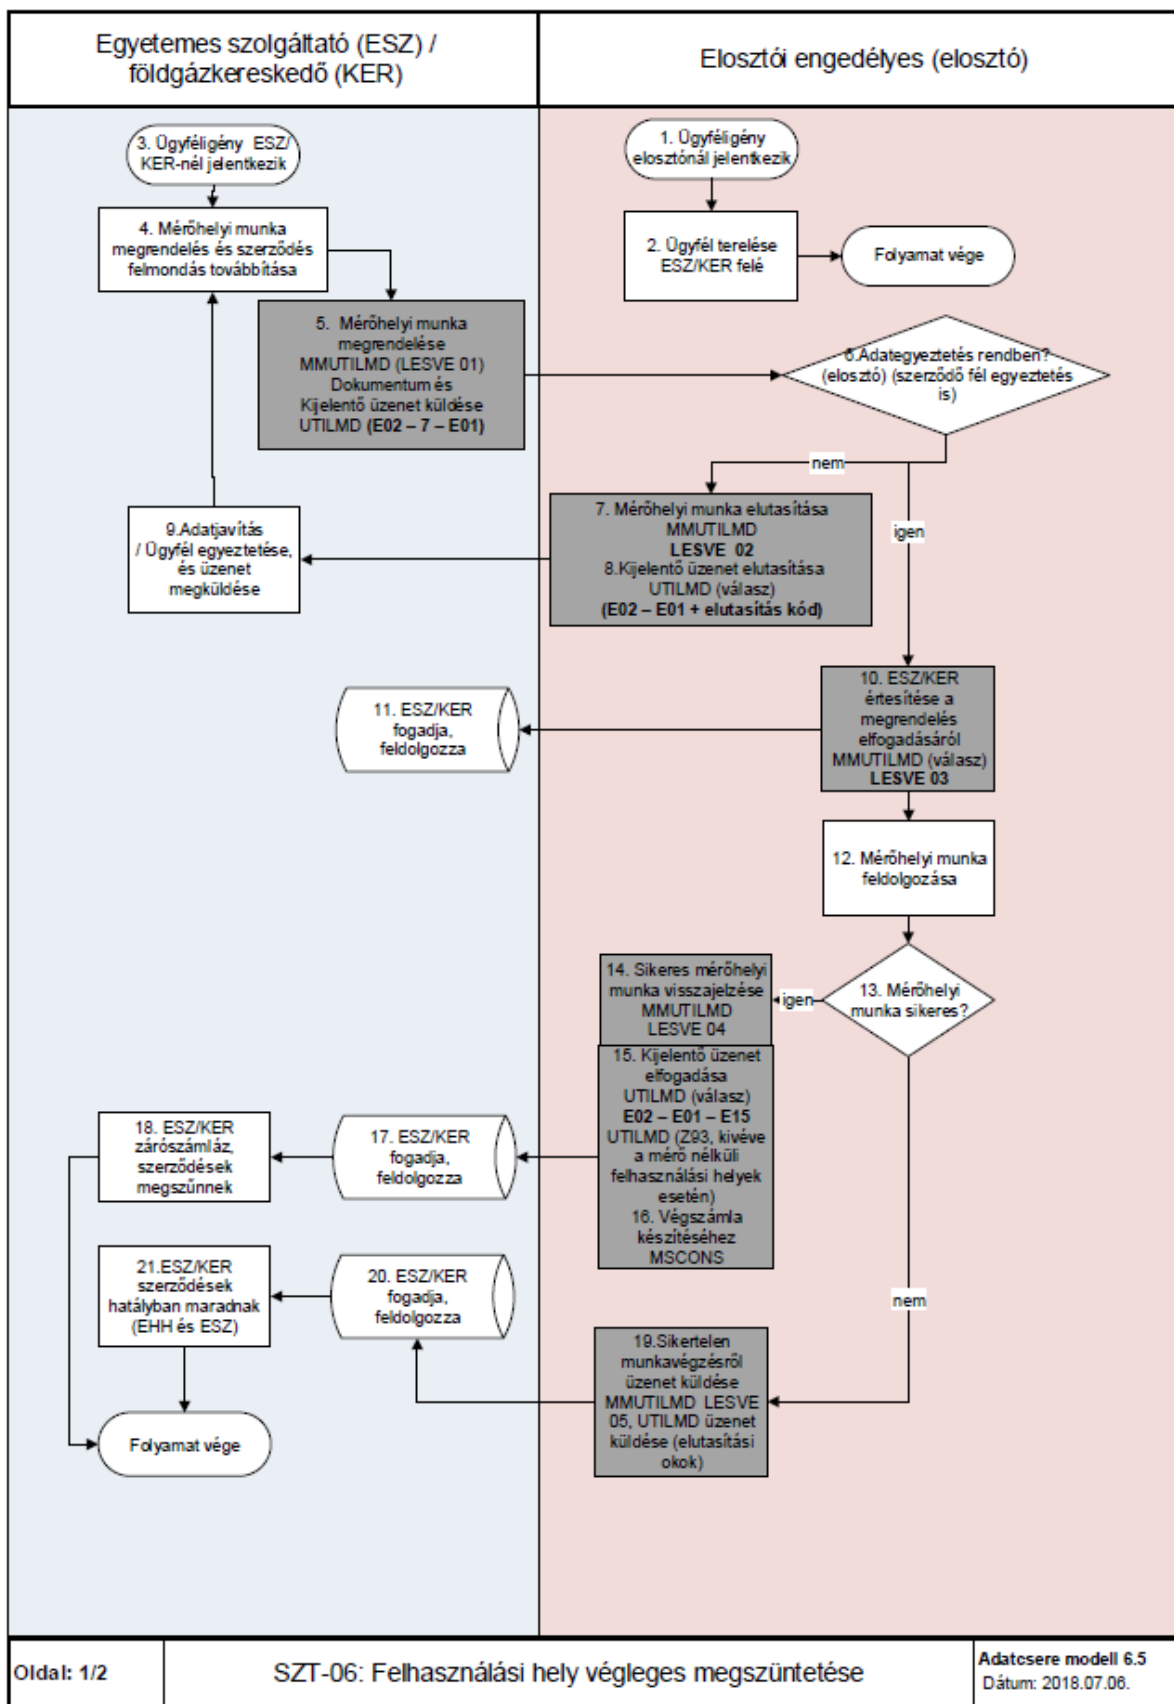 Egyetemes szolgáltató (ESZ) /
földgázkereskedő (KER)
Elosztói engedélyes (elosztó)
3. Ügyféligény ESZ/
KER-nél jelentkezik
1. Ügyféligény
elosztónál jelentkezik
4. Mérőhelyi munka
megrendelés és szerződés
felmondás továbbítása
2. Ügyfél terelése
ESZ/KER felé
Folyamat vége
5. Mérőhelyi munka
megrendelése
MMUTILMD (LESVE 01)
Dokumentum és
Kijelentő üzenet küldése
UTILMD (E02 – 7 – E01)
6.Adategyeztetés rendben?
(elosztó) (szerződő fél egyeztetés
is)
nem
igen
7. Mérőhelyi munka elutasítása
MMUTILMD
LESVE 02
8.Kijelentő üzenet elutasítása
UTILMD (válasz)
(E02 – E01 + elutasítás kód)
9.Adatjavítás
/ Ügyfél egyeztetése,
és üzenet
megküldése
10. ESZ/KER
értesítése a
megrendelés
elfogadásáról
MMUTILMD (válasz)
LESVE 03
11. ESZ/KER
fogadja,
feldolgozza
12. Mérőhelyi munka
feldolgozása
13. Mérőhelyi
munka sikeres?
igen
14. Sikeres mérőhelyi
munka visszajelzése
MMUTILMD
LESVE 04
15. Kijelentő üzenet
elfogadása
UTILMD (válasz)
E02 – E01 – E15
UTILMD (Z93, kivéve
a mérő nélküli
felhasználási helyek
esetén)
16. Végszámla
készítéséhez
MSCONS
17. ESZ/KER
fogadja,
feldolgozza
18. ESZ/KER
zárószámláz,
szerződések
megszűnnek
nem
19.Sikertelen
munkavégzésről
üzenet küldése
MMUTILMD LESVE
05, UTILMD üzenet
küldése (elutasítási
okok)
20. ESZ/KER
fogadja,
feldolgozza
21.ESZ/KER
szerződések
hatályban maradnak
(EHH és ESZ)
Folyamat vége
Oldal: 1/2
SZT-06: Felhasználási hely végleges megszüntetése
Adatcsere modell 6.5
Dátum: 2018.07.06.